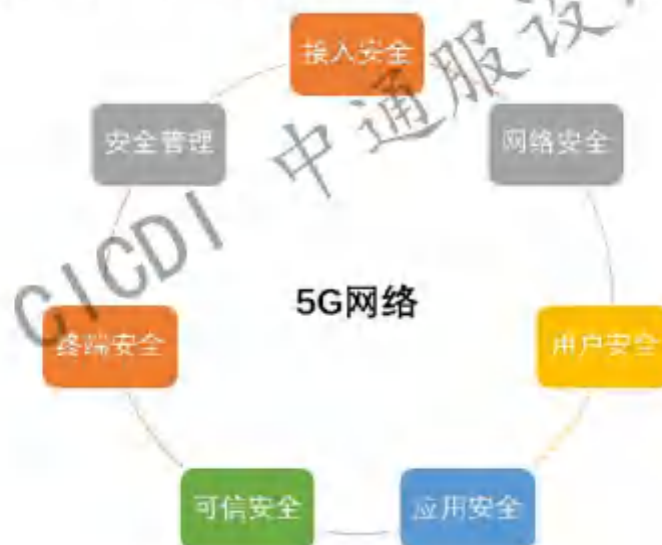 接入安全
安全管理
网络安全
CICDI 中通服设
5G网络
终端安全
用户安全
可信安全
应用安全